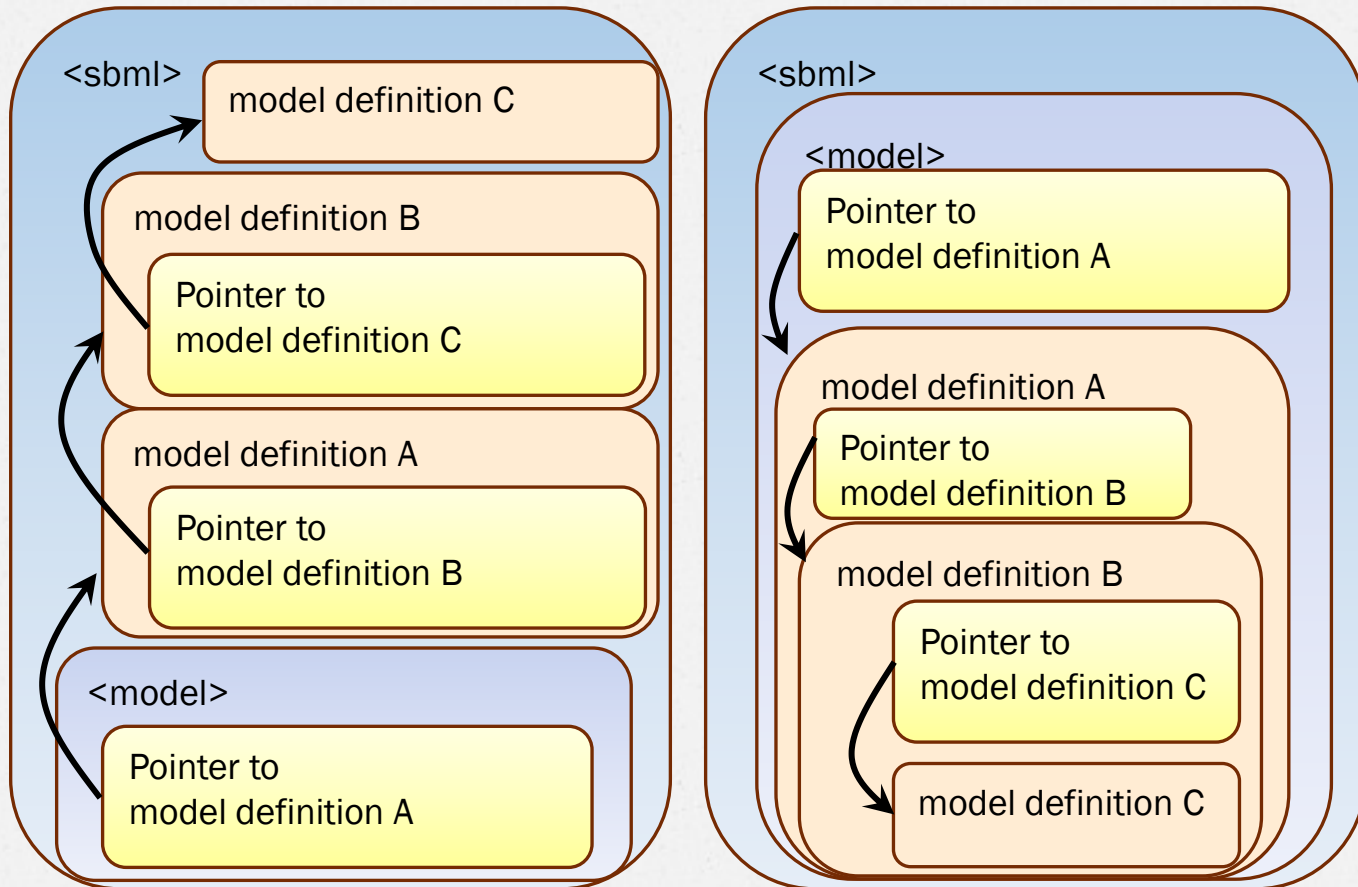 <sbml>
model definition C
model definition B
Pointer to
model definition C
model definition A
Pointer to
model definition B
<model>
Pointer to
model definition A
<sbml>
<model>
Pointer to
model definition A
model definition A
Pointer to
model definition B
model definition B
Pointer to
model definition C
model definition C